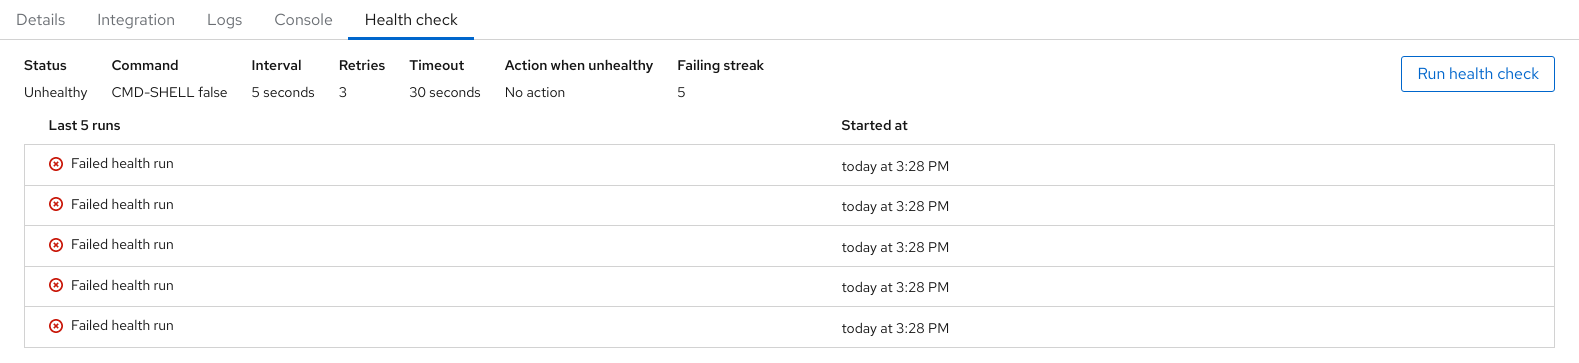 Details Integration Logs Console Health check
Status Command Interval Retries Timeout Action when unhealthy Failing streak
Run health check
Unhealthy CMD-SHELL false 5 seconds 3 30 seconds No action 5
Last 5 runs Started at
Failed health run today at 3:28 PM
Failed health run today at 3:28 PM
Failed health run today at 3:28 PM
Failed health run today at 3:28 PM
Failed health run today at 3:28 PM